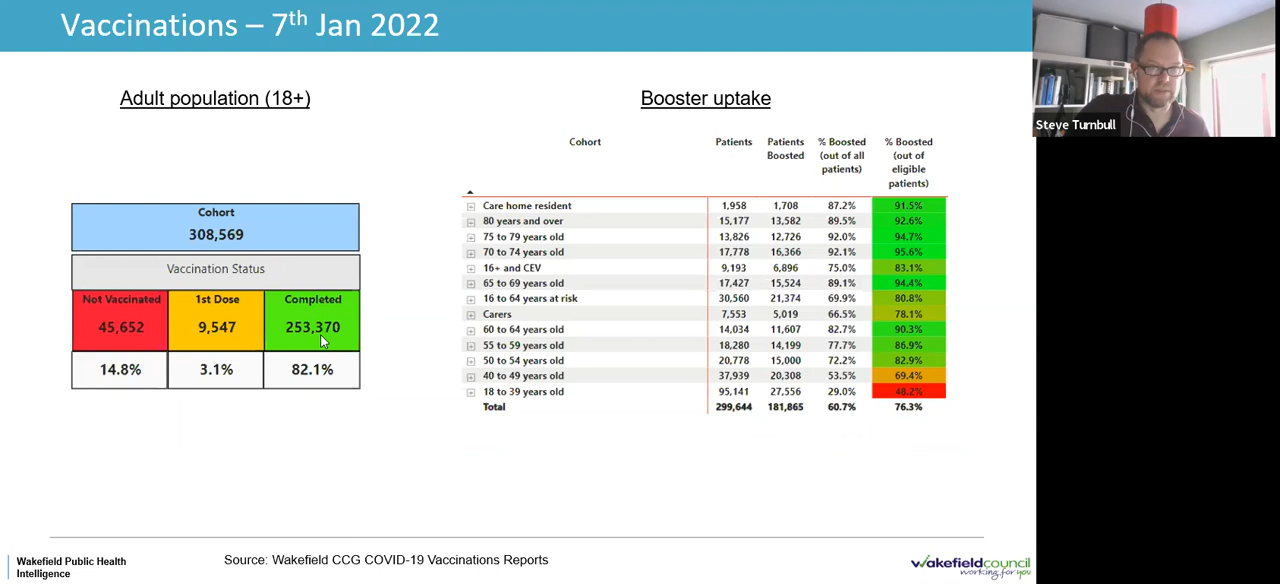 Vaccinations – 7th Jan 2022
Steve Turnbull
Adult population (18+)
Cohort
308,569
Vaccination Status
Not Vaccinated 1st Dose Completed
45,652 9,547 253,370
14.8% 3.1% 82.1%
Booster uptake
Cohort Patients Patients Boosted % Boosted (out of all patients) % Boosted (out of eligible patients)
Care home resident 1,958 1,708 87.2% 91.5%
80 years and over 15,177 13,582 89.5% 92.6%
75 to 79 years old 13,826 12,726 92.0% 94.7%
70 to 74 years old 17,778 16,366 92.1% 95.6%
16+ and CEV 9,193 6,896 75.0% 83.1%
65 to 69 years old 17,427 15,524 89.1% 94.4%
16 to 64 years at risk 30,560 21,374 69.9% 80.8%
Carers 7,553 5,019 66.5% 78.1%
60 to 64 years old 14,034 11,607 82.7% 90.3%
55 to 59 years old 18,280 14,199 77.7% 86.9%
50 to 54 years old 20,778 15,000 72.2% 82.9%
40 to 49 years old 37,939 20,308 53.5% 69.4%
18 to 39 years old 95,141 27,556 29.0% 48.2%
Total 299,644 181,865 60.7% 76.3%
Wakefield Public Health
Intelligence
Source: Wakefield CCG COVID-19 Vaccinations Reports
wakefieldcouncil
working for you